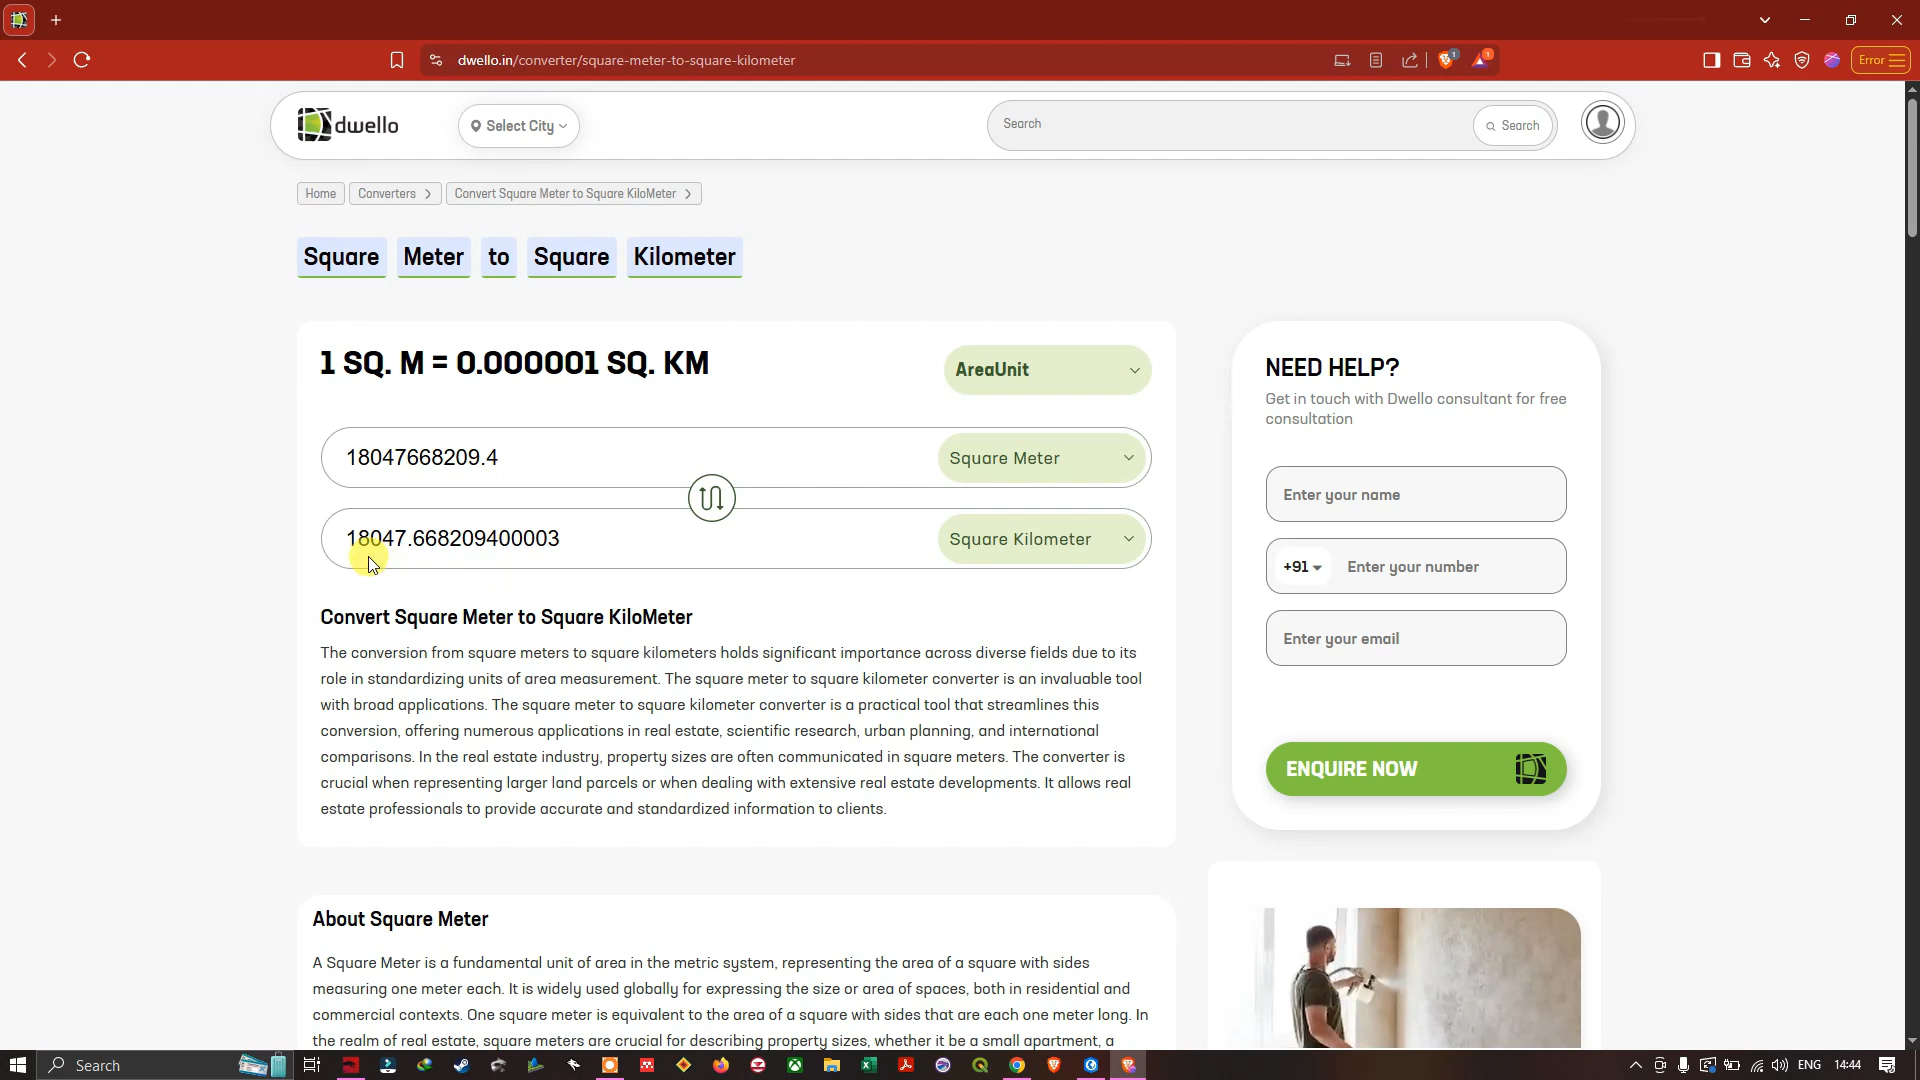 dwello.in/converter/square-meter-to-square-kilometer
1
1
Error
dwello
Select City
Search
Search
Home
Converters
Convert Square Meter to Square KiloMeter
Square Meter to Square Kilometer
1 SQ. M = 0.000001 SQ. KM
AreaUnit
18047668209.4
Square Meter
18047.668209400003
Square Kilometer
Convert Square Meter to Square KiloMeter
The conversion from square meters to square kilometers holds significant importance across diverse fields due to its
role in standardizing units of area measurement. The square meter to square kilometer converter is an invaluable tool
with broad applications. The square meter to square kilometer converter is a practical tool that streamlines this
conversion, offering numerous applications in real estate, scientific research, urban planning, and international
comparisons. In the real estate industry, property sizes are often communicated in square meters. The converter is
crucial when representing larger land parcels or when dealing with extensive real estate developments. It allows real
estate professionals to provide accurate and standardized information to clients.
About Square Meter
A Square Meter is a fundamental unit of area in the metric system, representing the area of a square with sides
measuring one meter each. It is widely used globally for expressing the size or area of spaces, both in residential and
commercial contexts. One square meter is equivalent to the area of a square with sides that are each one meter long. In
the realm of real estate, square meters are crucial for describing property sizes, whether it be a small apartment, a
NEED HELP?
Get in touch with Dwello consultant for free
consultation
Enter your name
+91
Enter your number
Enter your email
ENQUIRE NOW
Search
ENG
14:44